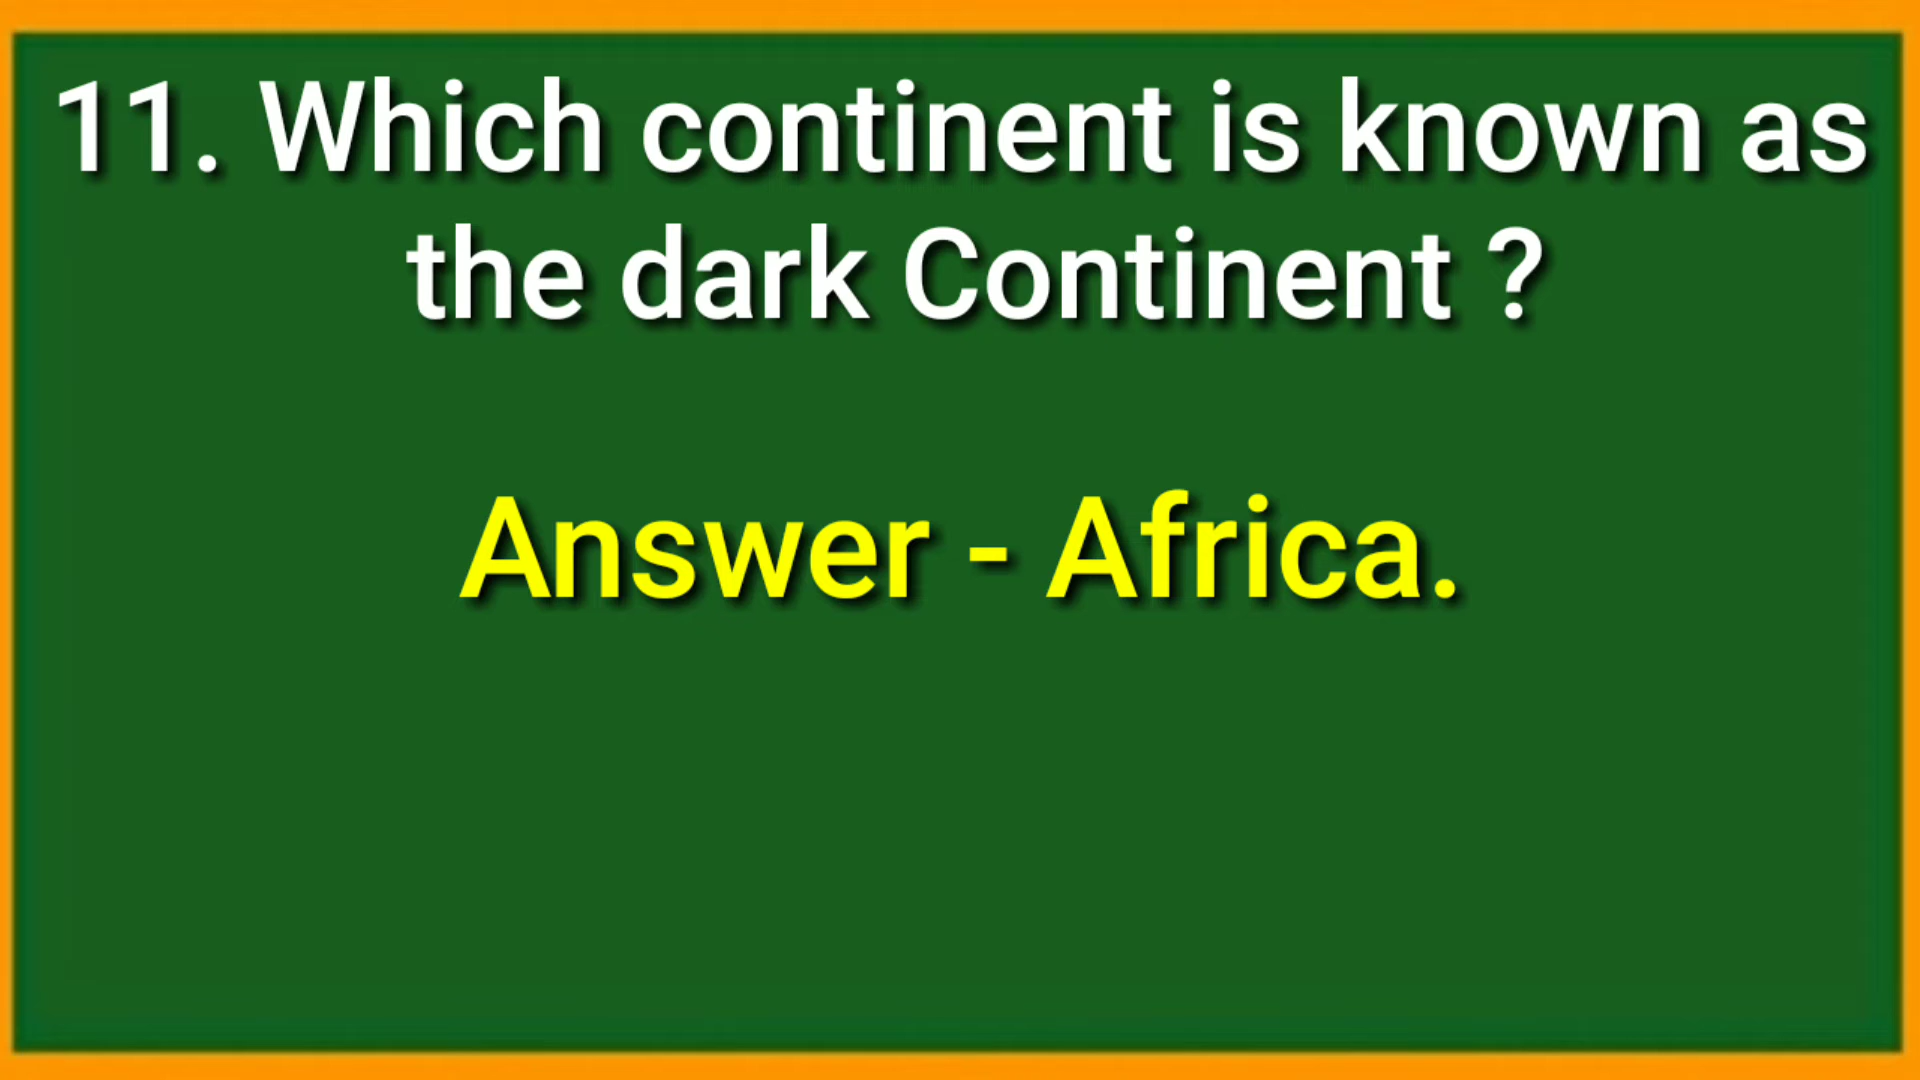 11. Which continent is known as
the dark Continent ?
Answer - Africa.